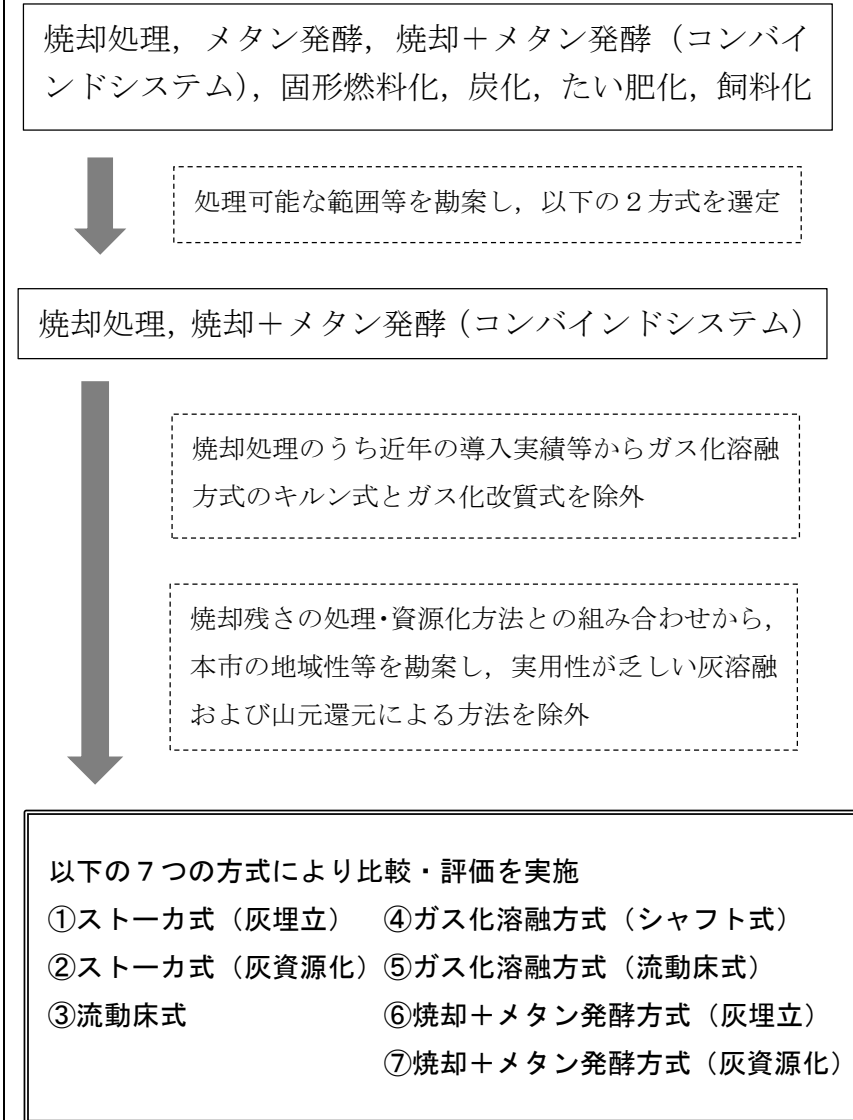 焼却処理，メタン発酵，焼却＋メタン発酵（コンバイ
ンドシステム），固形燃料化，炭化，たい肥化，飼料化
処理可能な範囲等を勘案し，以下の２方式を選定
焼却処理，焼却＋メタン発酵（コンバインドシステム）
焼却処理のうち近年の導入実績等からガス化溶融
方式のキルン式とガス化改質式を除外
焼却残さの処理・資源化方法との組み合わせから，
本市の地域性等を勘案し，実用性が乏しい灰溶融
および山元還元による方法を除外
以下の７つの方式により比較・評価を実施
①ストーカ式（灰埋立）　④ガス化溶融方式（シャフト式）
②ストーカ式（灰資源化）⑤ガス化溶融方式（流動床式）
③流動床式　⑥焼却＋メタン発酵方式（灰埋立）
⑦焼却＋メタン発酵方式（灰資源化）